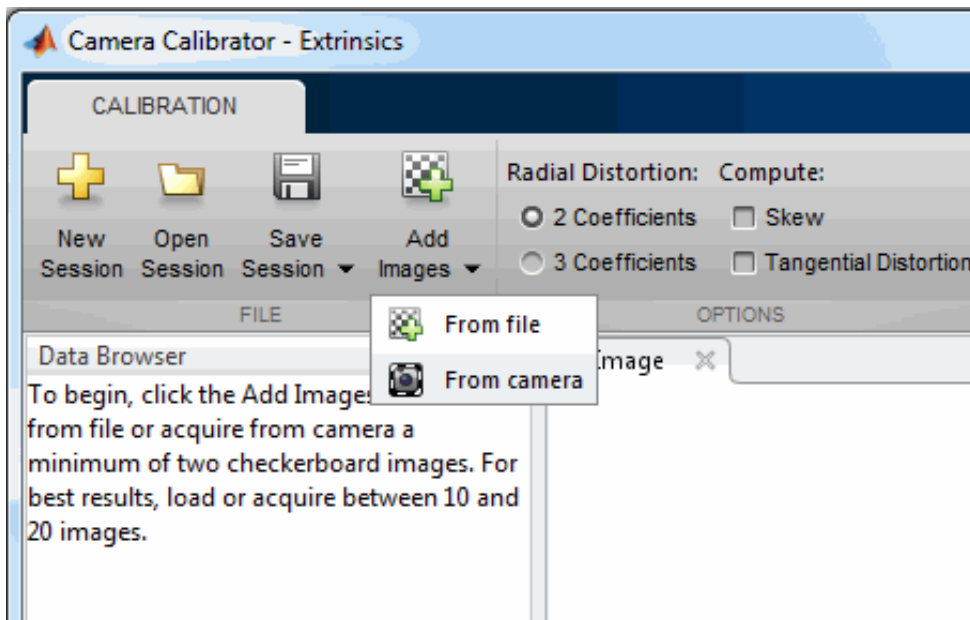 Camera Calibrator - Extrinsics
CALIBRATION
New Session
Open Session
Save Session
Add Images
FILE
Radial Distortion:
2 Coefficients
3 Coefficients
Compute:
Skew
Tangential Distortion
OPTIONS
From file
From camera
Data Browser
To begin, click the Add Images
from file or acquire from camera a
minimum of two checkerboard images. For
best results, load or acquire between 10 and
20 images.
Image